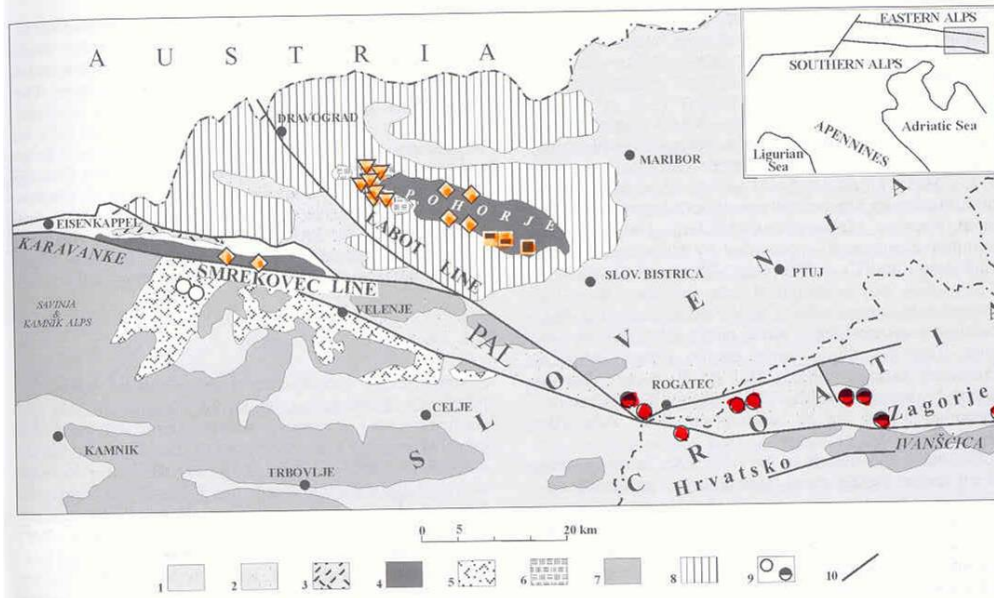 AUSTRIA
EASTERN ALPS
SOUTHERN ALPS
Adriatic Sea
APENNINES
Ligurian
Sea
DRAVOGRAD
MARIBOR
POHORJE
EISENKAPPEL
LABOT LINE
KARAVANKE
SMREKOVEC LINE
SLOV. BISTRICA
PTUJ
SAVINJA
&
KAMNIK ALPS
VELENJE
PAL
SLOVENIA
ROGATEC
CROATIA
CELJE
Zagorje
KAMNIK
IVANŠČICA
Hrvatsko
TRBOVLJE
0 5 20 km
1 2 3 4 5 6 7 8 9 10